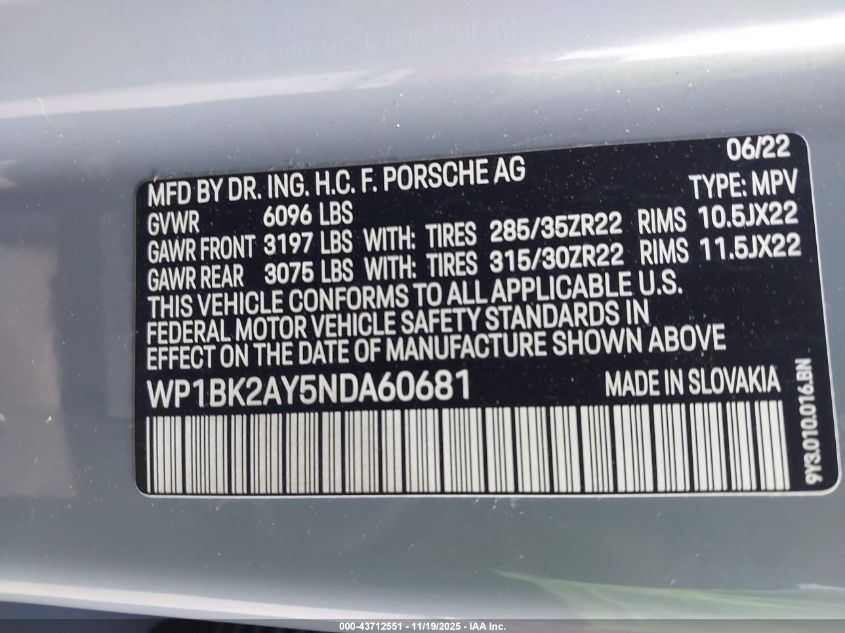 06/22
MFD BY DR. ING. H.C. F. PORSCHE AG
TYPE: MPV
GVWR 6096 LBS
GAWR FRONT 3197 LBS WITH: TIRES 285/35ZR22 RIMS 10.5JX22
GAWR REAR 3075 LBS WITH: TIRES 315/30ZR22 RIMS 11.5JX22
THIS VEHICLE CONFORMS TO ALL APPLICABLE U.S.
FEDERAL MOTOR VEHICLE SAFETY STANDARDS IN
EFFECT ON THE DATE OF MANUFACTURE SHOWN ABOVE
WP1BK2AY5NDA60681 MADE IN SLOVAKIA
9Y3.010.016.BN
000-43712551 - 11/19/2025 - IAA Inc.